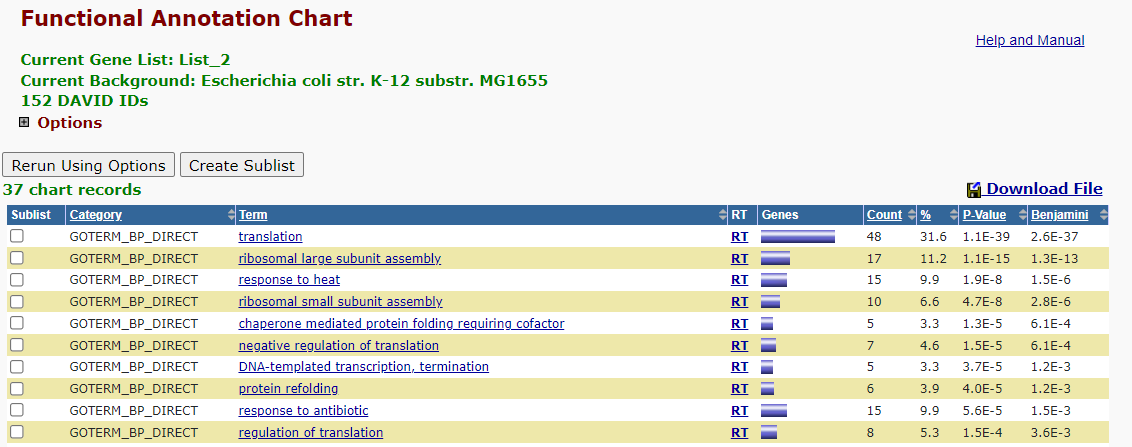 Functional Annotation Chart
Help and Manual
Current Gene List: List_2
Current Background: Escherichia coli str. K-12 substr. MG1655
152 DAVID IDs
Options
Rerun Using Options Create Sublist
37 chart records Download File
Sublist Category Term RT Genes Count % P-Value Benjamini
GOTERM_BP_DIRECT translation RT 48 31.6 1.1E-39 2.6E-37
GOTERM_BP_DIRECT ribosomal large subunit assembly RT 17 11.2 1.1E-15 1.3E-13
GOTERM_BP_DIRECT response to heat RT 15 9.9 1.9E-8 1.5E-6
GOTERM_BP_DIRECT ribosomal small subunit assembly RT 10 6.6 4.7E-8 2.8E-6
GOTERM_BP_DIRECT chaperone mediated protein folding requiring cofactor RT 5 3.3 1.3E-5 6.1E-4
GOTERM_BP_DIRECT negative regulation of translation RT 7 4.6 1.5E-5 6.1E-4
GOTERM_BP_DIRECT DNA-templated transcription, termination RT 5 3.3 3.7E-5 1.2E-3
GOTERM_BP_DIRECT protein refolding RT 6 3.9 4.0E-5 1.2E-3
GOTERM_BP_DIRECT response to antibiotic RT 15 9.9 5.6E-5 1.5E-3
GOTERM_BP_DIRECT regulation of translation RT 8 5.3 1.5E-4 3.6E-3